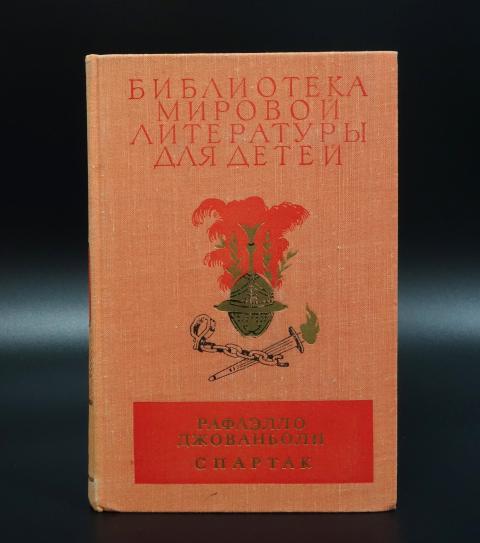 БИБЛИОТЕКА
МИРОВОЙ
ЛИТЕРАТУРЫ
ДЛЯ ДЕТЕЙ
РАФАЭЛЛО
ДЖОВАНЬОЛИ
СПАРТАК